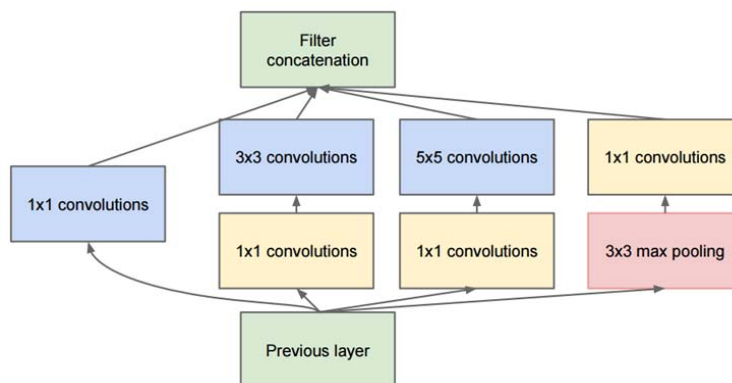 Filter
concatenation
3x3 convolutions
5x5 convolutions
1x1 convolutions
1x1 convolutions
1x1 convolutions
1x1 convolutions
3x3 max pooling
Previous layer